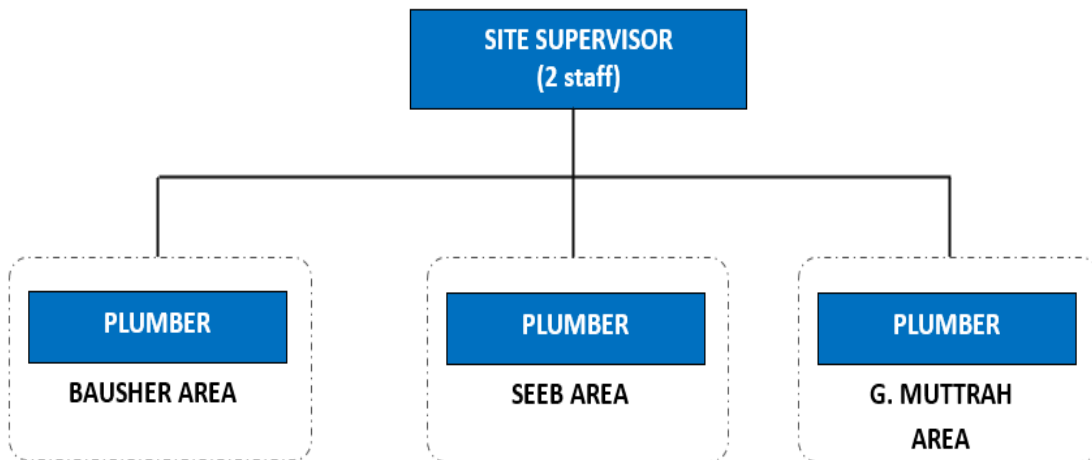 SITE SUPERVISOR
(2 staff)
PLUMBER
BAUSHER AREA
PLUMBER
SEEB AREA
PLUMBER
G. MUTTRAH
AREA